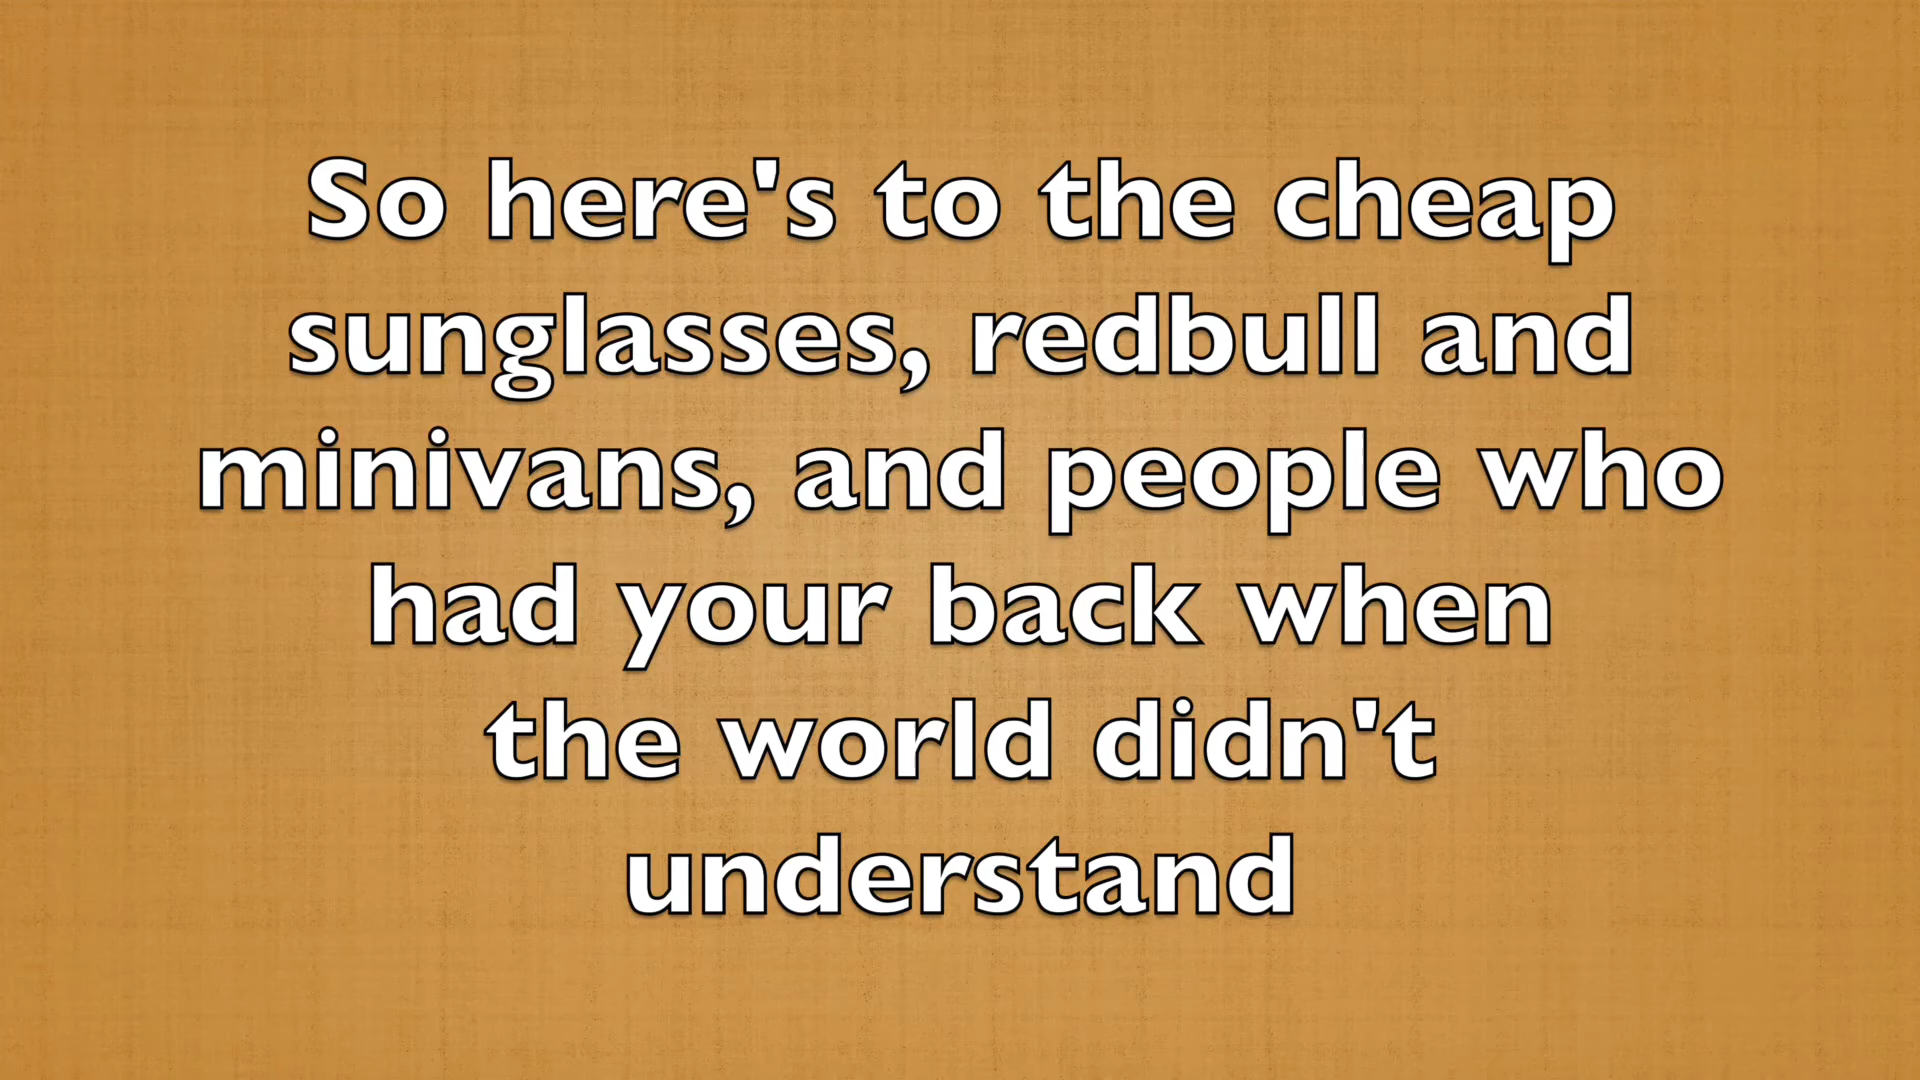 So here's to the cheap
sunglasses, redbull and
minivans, and people who
had your back when
the world didn't
understand